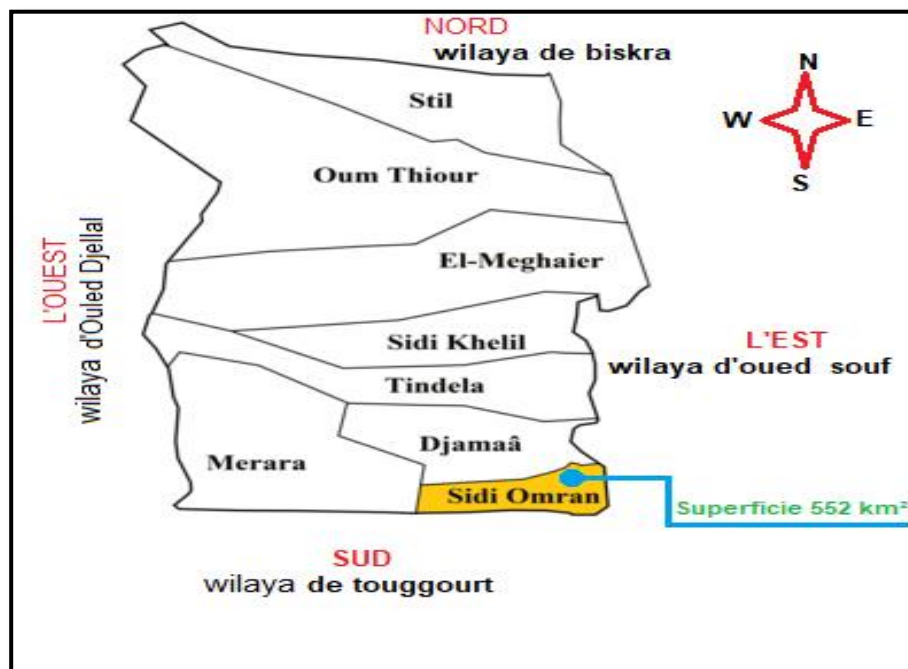 NORD
wilaya de biskra
N
W E
S
Stil
Oum Thiour
El-Meghaier
L'OUEST
wilaya d'Ouled Djellal
Sidi Khelil
L'EST
wilaya d'oued souf
Tindela
Djamaâ
Merara
Sidi Omran
Superficie 552 km²
SUD
wilaya de touggourt